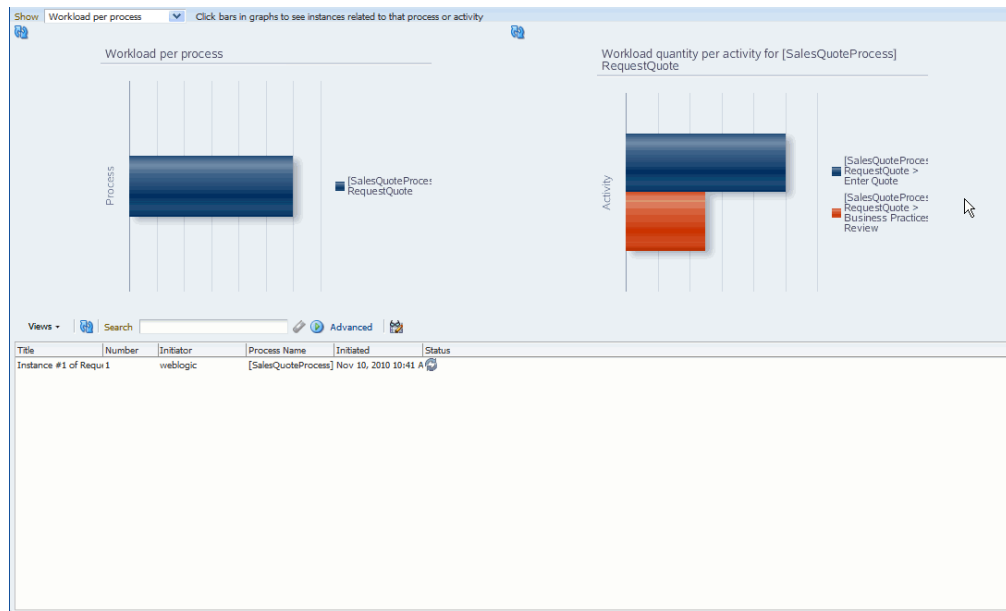 Show Workload per process Click bars in graphs to see instances related to that process or activity
Workload per process
Process
[SalesQuoteProces
RequestQuote
Workload quantity per activity for [SalesQuoteProcess]
RequestQuote
Activity
[SalesQuoteProces
RequestQuote >
Enter Quote
[SalesQuoteProces
RequestQuote >
Business Practices
Review
Views Search Advanced
Title Number Initiator Process Name Initiated Status
Instance #1 of Reque 1 weblogic [SalesQuoteProcess] Nov 10, 2010 10:41 A